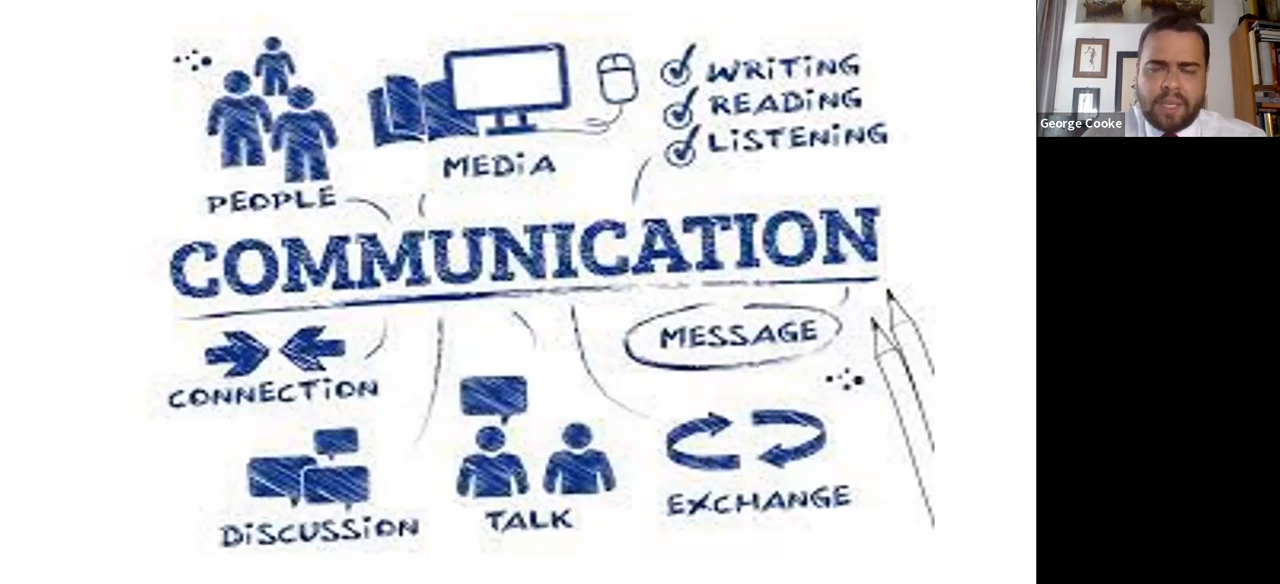 WRITING
READING
LISTENING
MEDIA
PEOPLE
COMMUNICATION
MESSAGE
CONNECTION
DISCUSSION
TALK
EXCHANGE
George Cooke